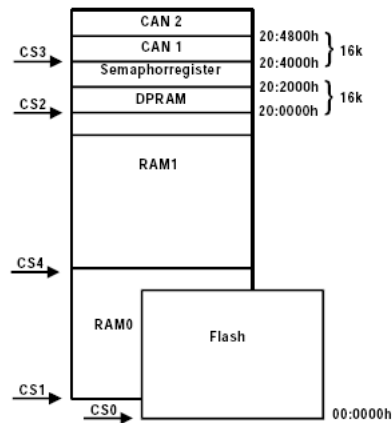 CAN 2
20:4800h
CAN 1
16k
CS3
20:4000h
Semaphorregister
20:2000h
DPRAM
16k
CS2
20:0000h
RAM1
CS4
RAM0
Flash
CS1
CS0
00:0000h